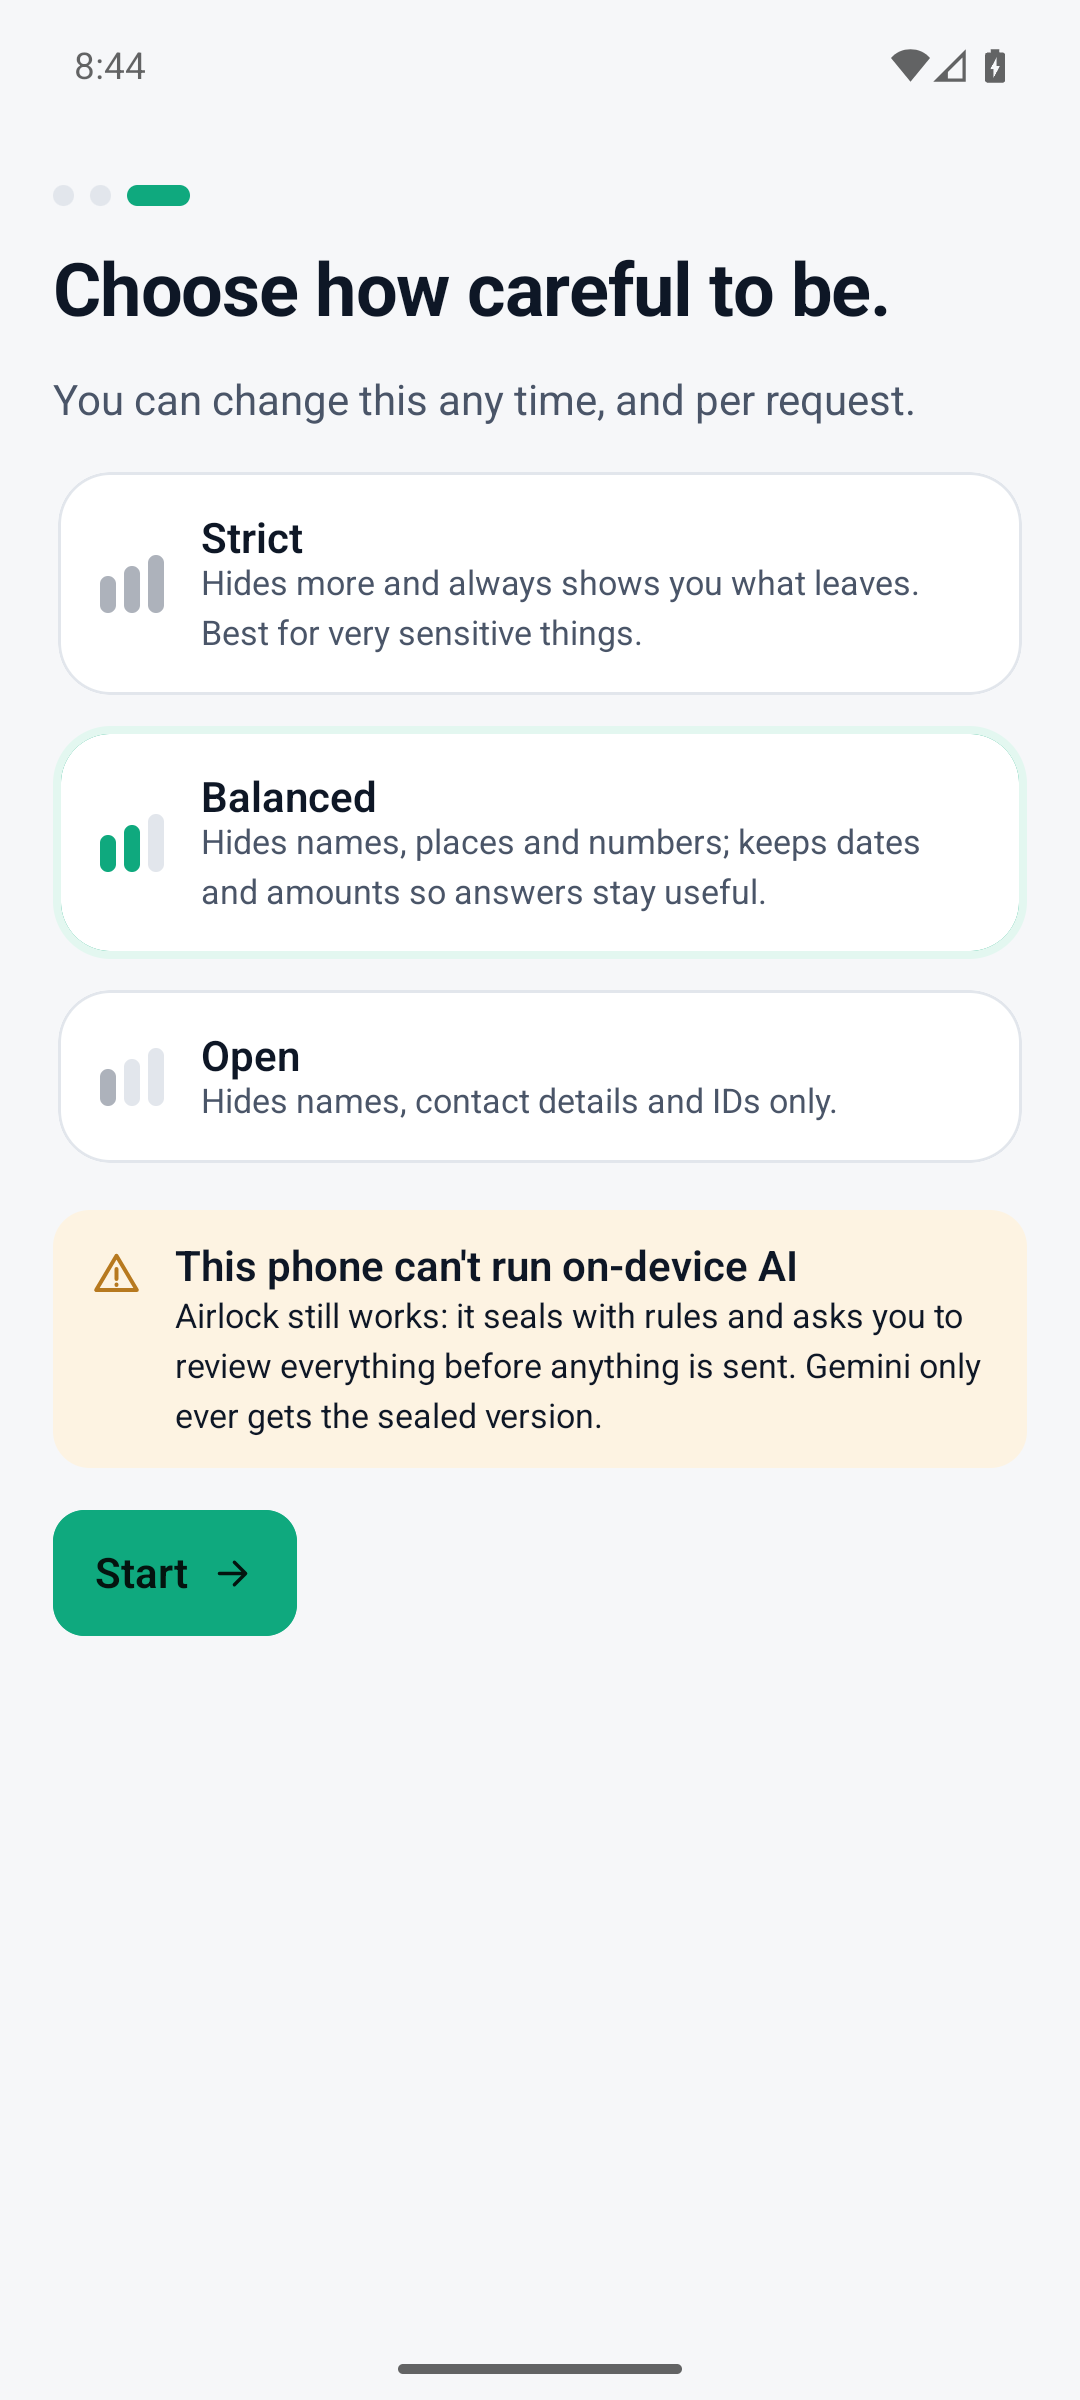 8:44
Choose how careful to be.
You can change this any time, and per request.
Strict
Hides more and always shows you what leaves.
Best for very sensitive things.
Balanced
Hides names, places and numbers; keeps dates
and amounts so answers stay useful.
Open
Hides names, contact details and IDs only.
This phone can't run on-device AI
Airlock still works: it seals with rules and asks you to
review everything before anything is sent. Gemini only
ever gets the sealed version.
Start